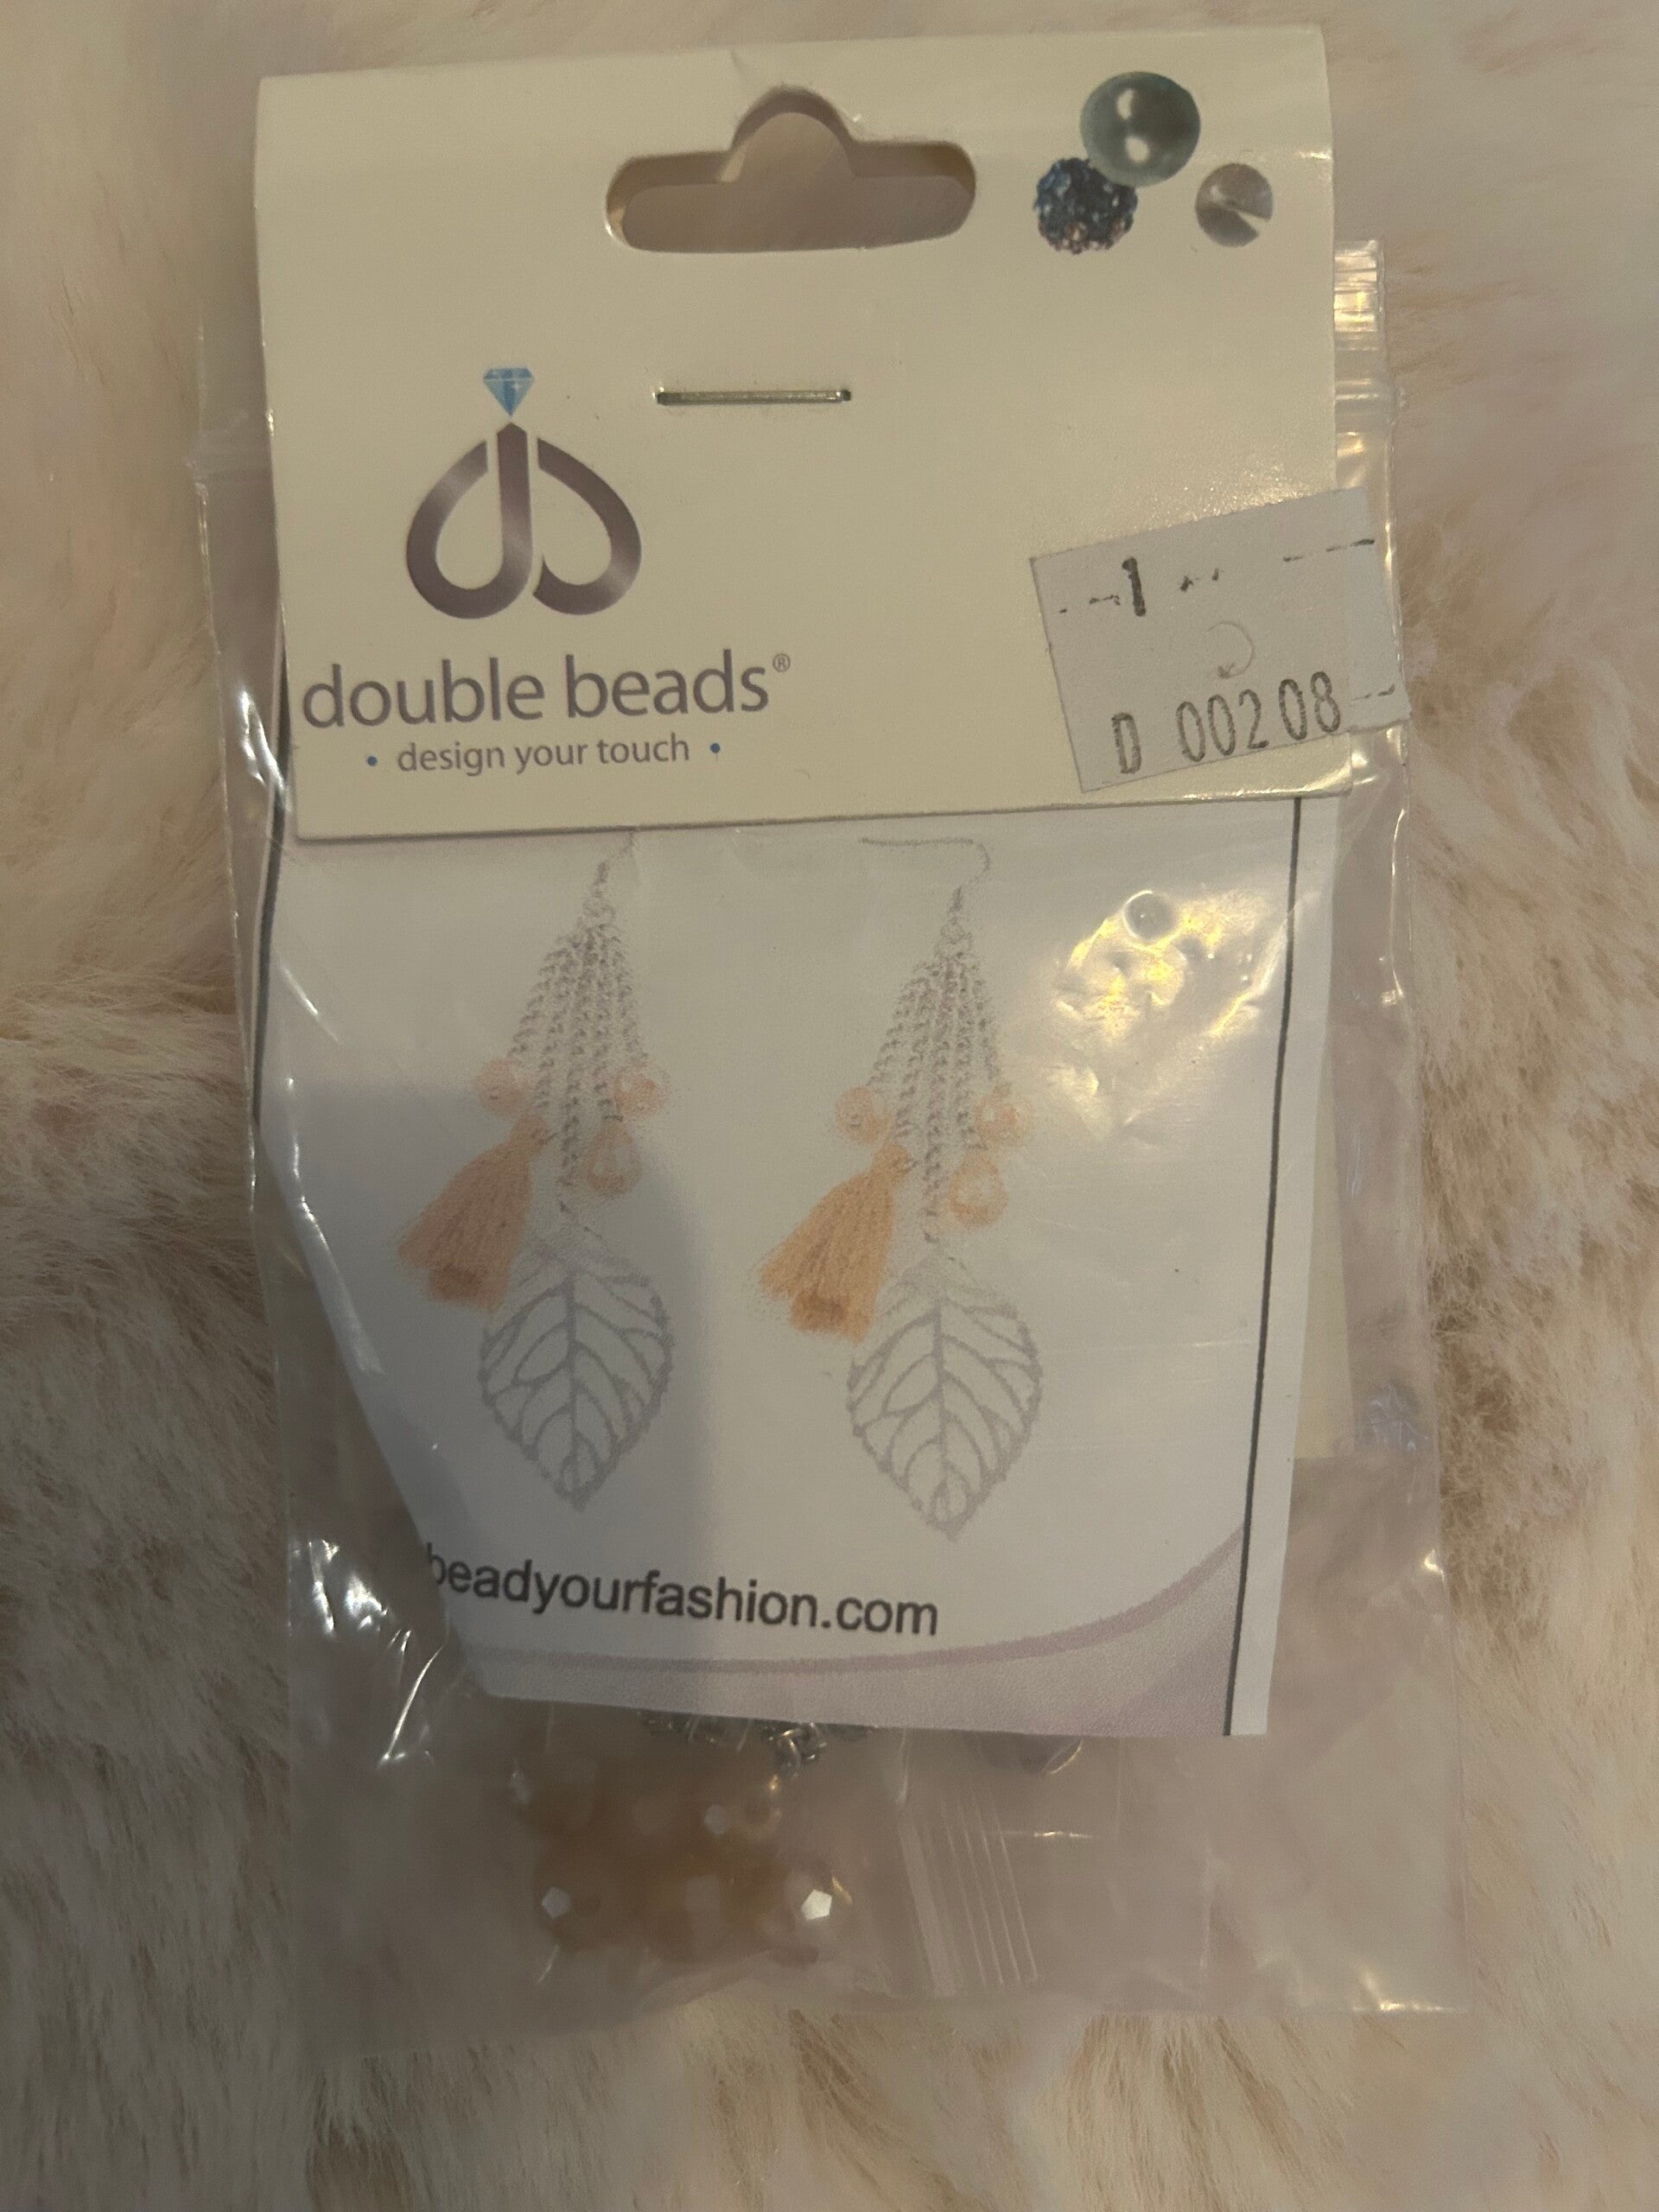 double beads®
• design your touch •
1
D 00208
beadyourfashion.com